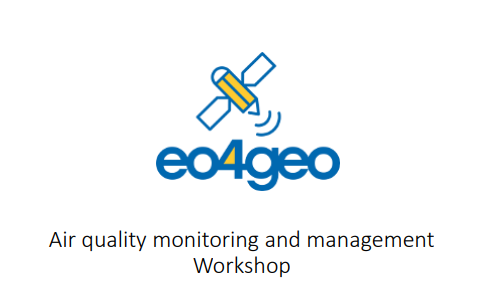 eo4geo
Air quality monitoring and management
Workshop